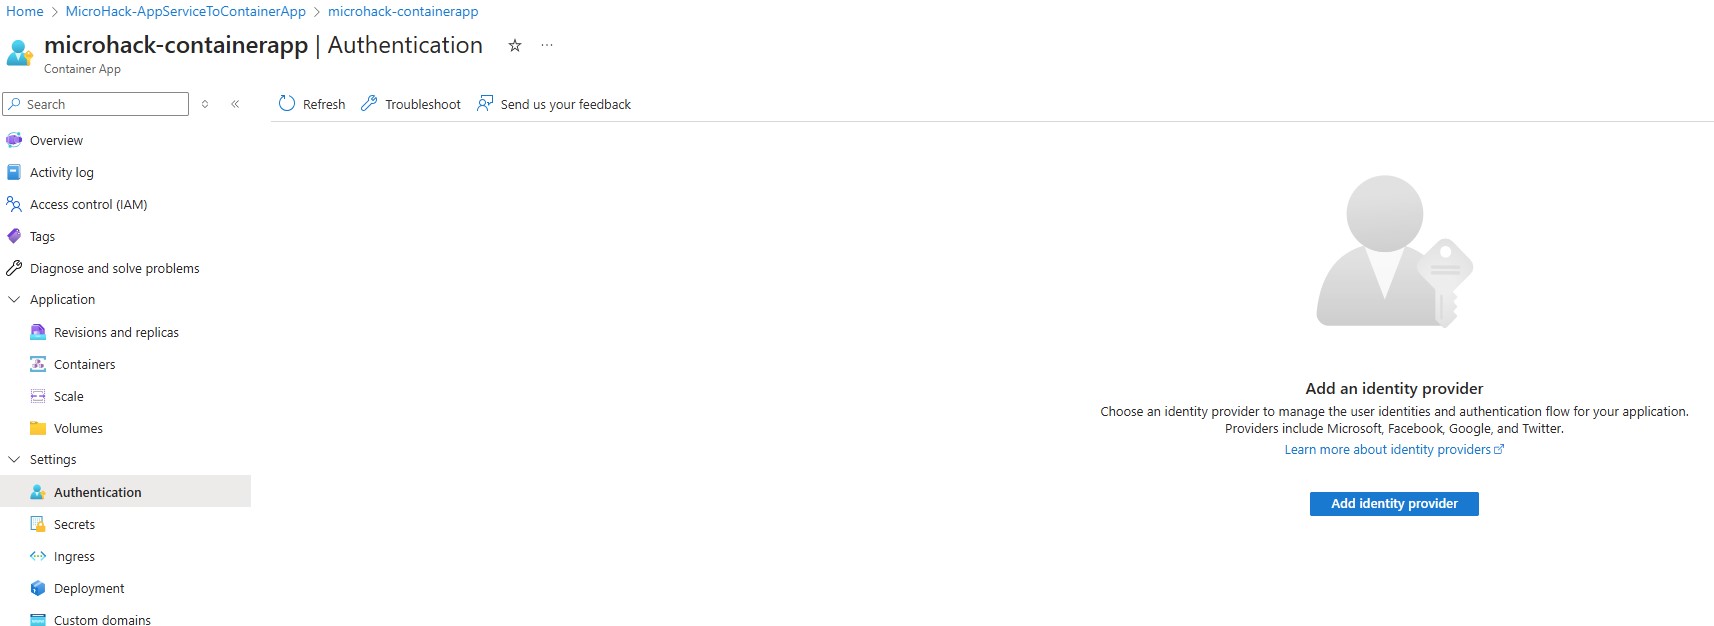 Home > MicroHack-AppServiceToContainerApp > microhack-containerapp
microhack-containerapp | Authentication
Container App
Search
Refresh Troubleshoot Send us your feedback
Overview
Activity log
Access control (IAM)
Tags
Diagnose and solve problems
Application
Revisions and replicas
Containers
Scale
Volumes
Settings
Authentication
Secrets
Ingress
Deployment
Custom domains
Add an identity provider
Choose an identity provider to manage the user identities and authentication flow for your application.
Providers include Microsoft, Facebook, Google, and Twitter.
Learn more about identity providers
Add identity provider